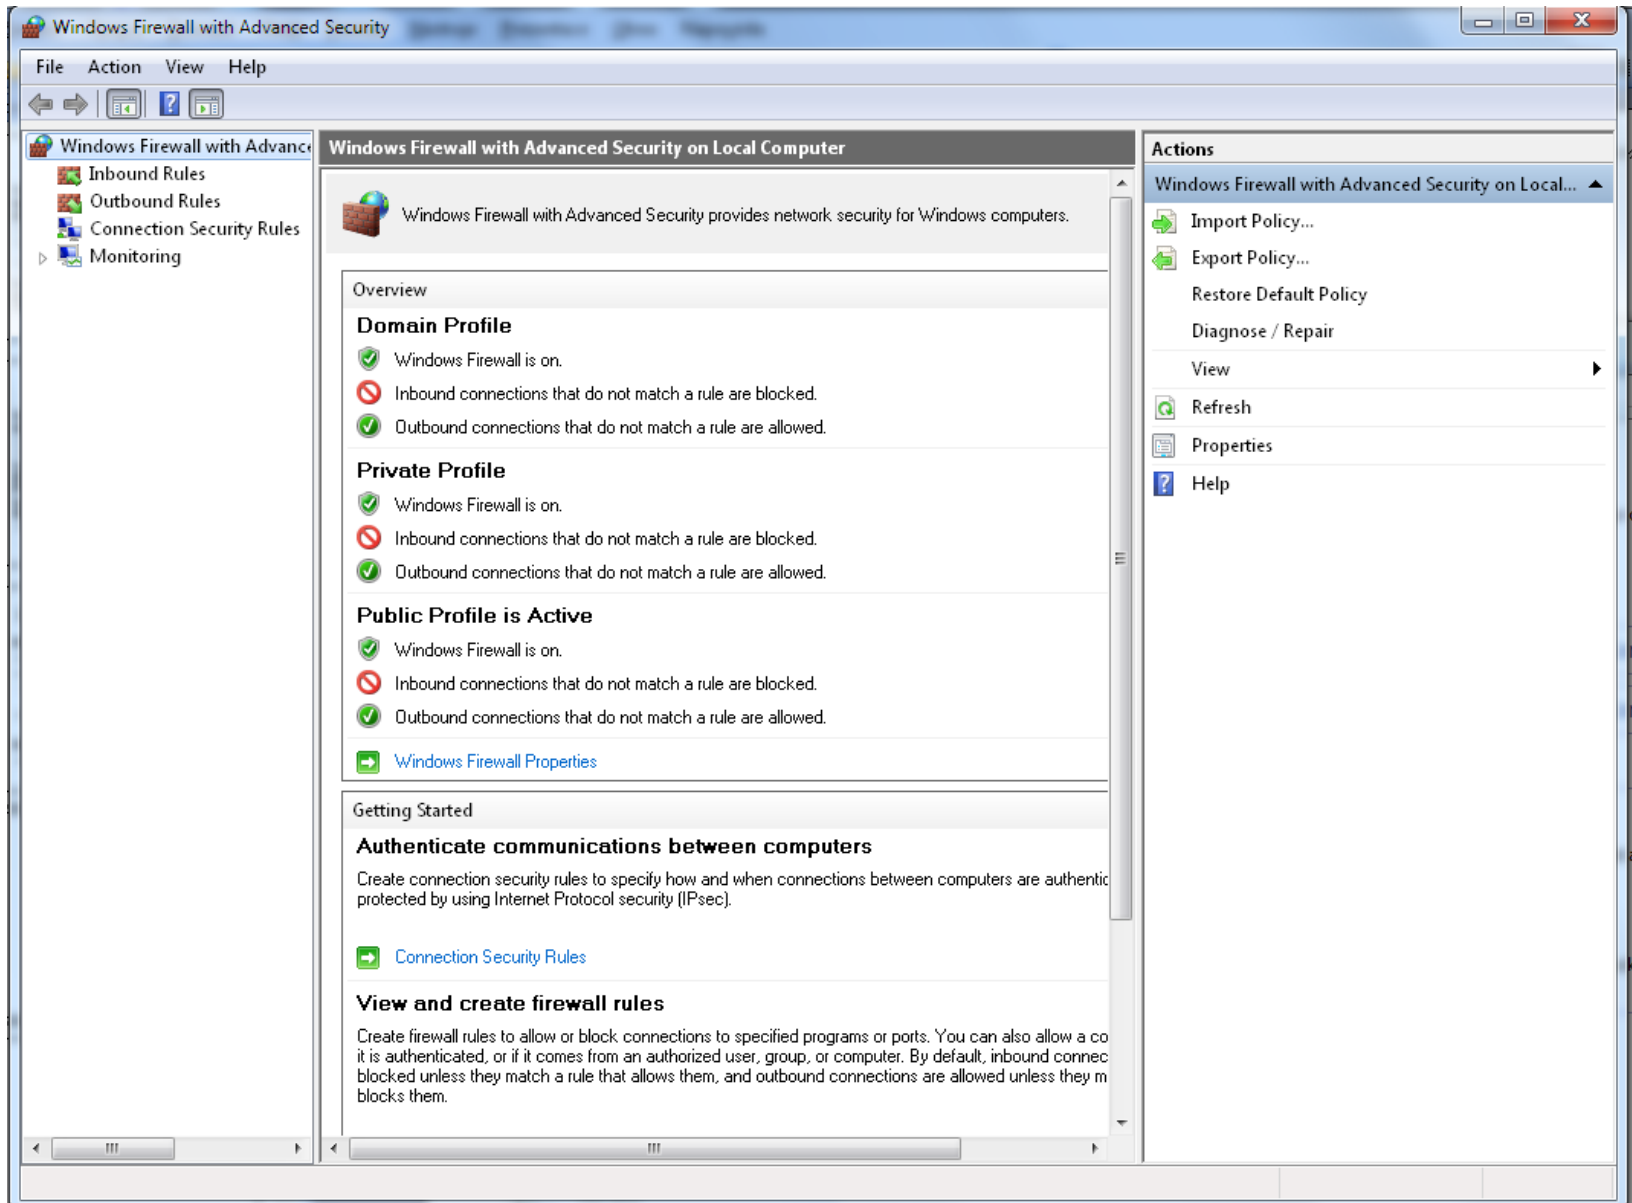 Windows Firewall with Advanced Security
File Action View Help
Windows Firewall with Advance
Inbound Rules
Outbound Rules
Connection Security Rules
Monitoring
Windows Firewall with Advanced Security on Local Computer
Windows Firewall with Advanced Security provides network security for Windows computers.
Overview
Domain Profile
Windows Firewall is on.
Inbound connections that do not match a rule are blocked.
Outbound connections that do not match a rule are allowed.
Private Profile
Windows Firewall is on.
Inbound connections that do not match a rule are blocked.
Outbound connections that do not match a rule are allowed.
Public Profile is Active
Windows Firewall is on.
Inbound connections that do not match a rule are blocked.
Outbound connections that do not match a rule are allowed.
Windows Firewall Properties
Getting Started
Authenticate communications between computers
Create connection security rules to specify how and when connections between computers are authentic
protected by using Internet Protocol security (IPsec).
Connection Security Rules
View and create firewall rules
Create firewall rules to allow or block connections to specified programs or ports. You can also allow a co
it is authenticated, or if it comes from an authorized user, group, or computer. By default, inbound connec
blocked unless they match a rule that allows them, and outbound connections are allowed unless they m
blocks them.
Actions
Windows Firewall with Advanced Security on Local...
Import Policy...
Export Policy...
Restore Default Policy
Diagnose / Repair
View
Refresh
Properties
Help